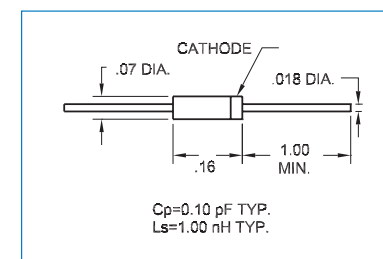 CATHODE
.07 DIA.
.018 DIA.
.16
1.00
MIN.
Cp=0.10 pF TYP.
Ls=1.00 nH TYP.